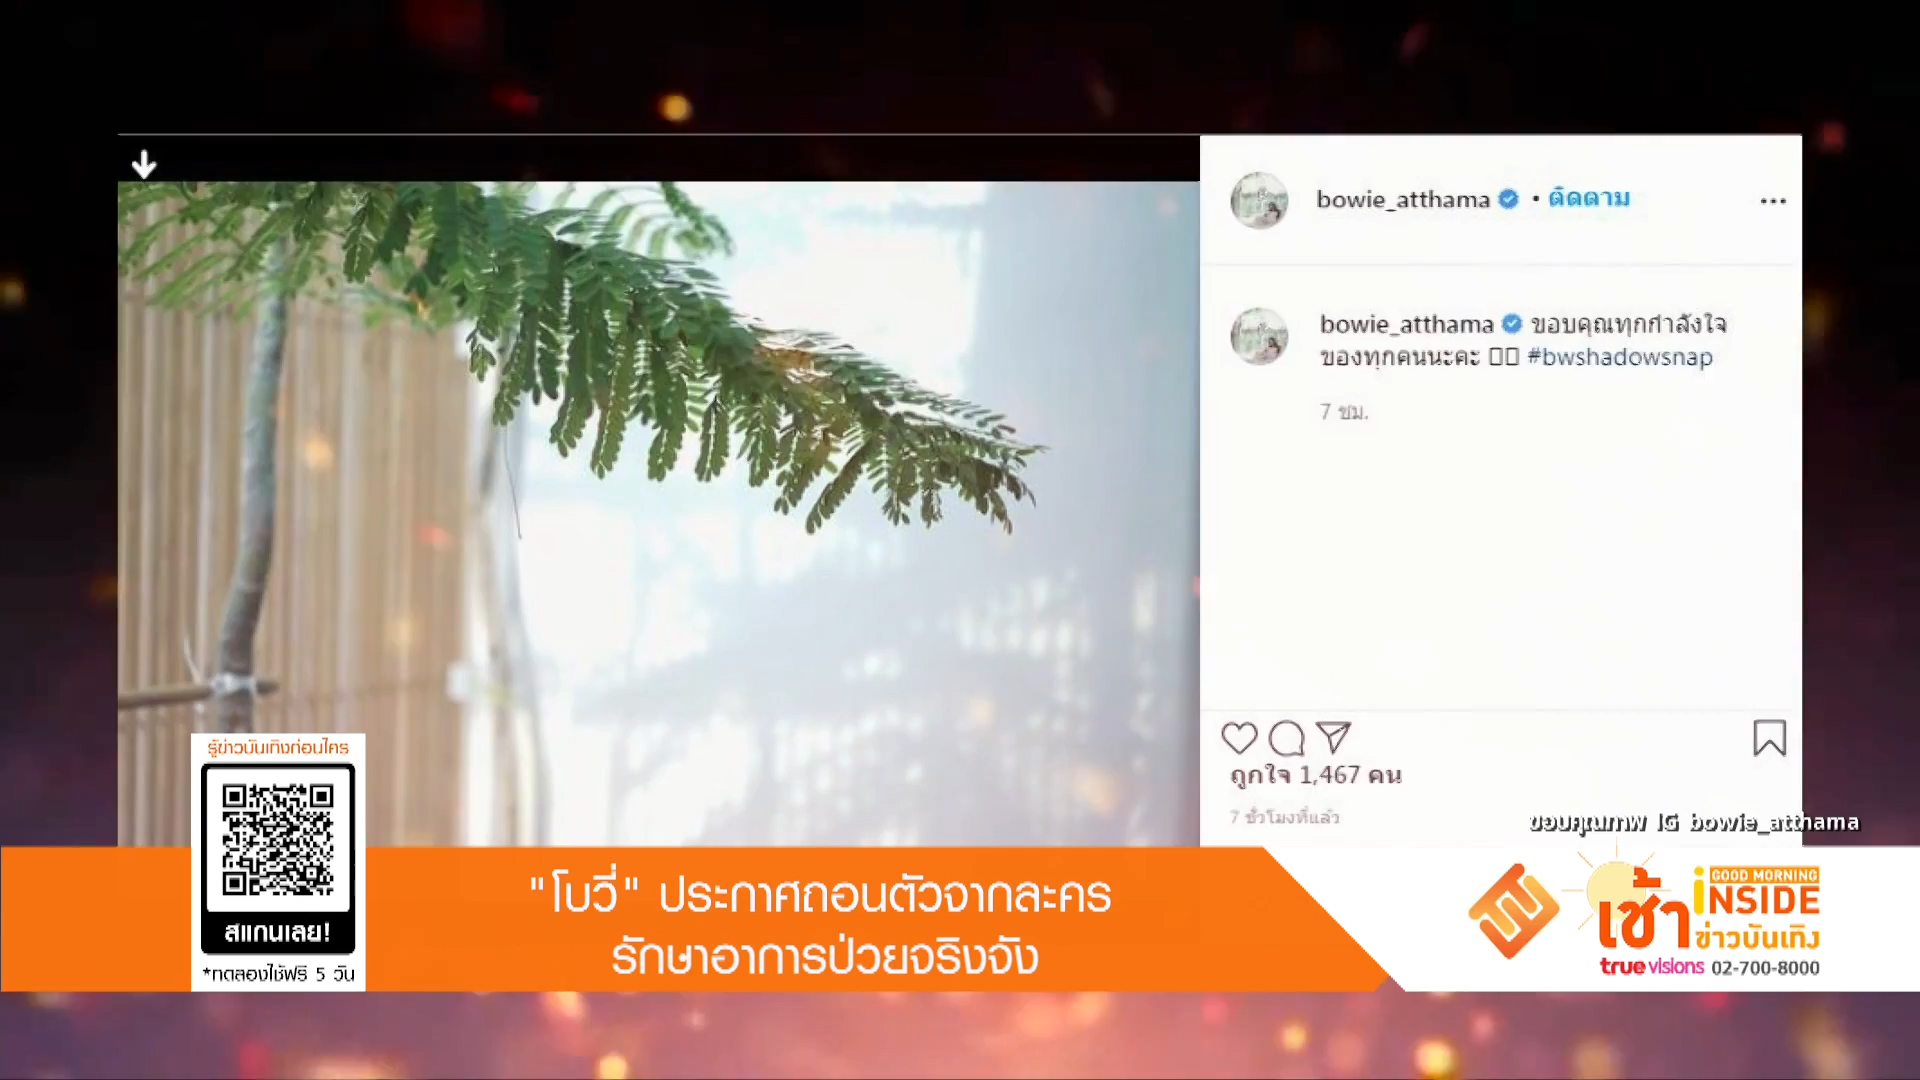 bowie_atthama • ติดตาม
bowie_atthama ขอบคุณทุกกำลังใจ
ของทุกคนนะคะ #bwshadowsnap
7 ชม.
ถูกใจ 1,467 คน
7 ชั่วโมงที่แล้ว
ขอบคุณภาพ IG bowie_atthama
รู้ข่าวบันเทิงก่อนใคร
สแกนเลย!
*ทดลองใช้ฟรี 5 วัน
"โบวี่" ประกาศถอนตัวจากละคร
รักษาอาการป่วยจริงจัง
GOOD MORNING
เช้า iNSIDE
ข่าวบันเทิง
truevisions 02-700-8000